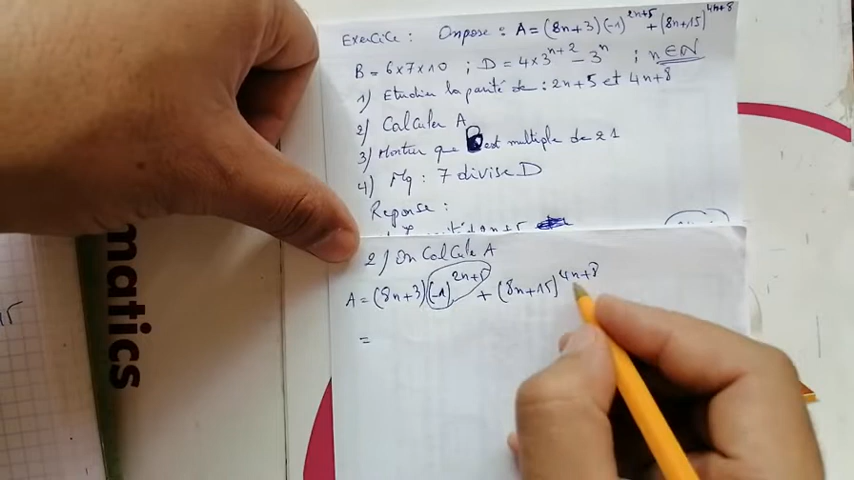 Exercice : On pose : A = (8n+3)(-1)^{2n+5} + (8n+15)^{4n+8}
B = 6×7×10 ; D = 4×3^{n+2} - 3^n ; n ∈ N
1) Etudier la parité de : 2n+5 et 4n+8
2) Calculer A
3) Montrer que B est multiple de 21
4) Mq : 7 divise D
Reponse :
2) On Calcule A
A = (8n+3)(-1)^{2n+5} + (8n+15)^{4n+8}
=
matics